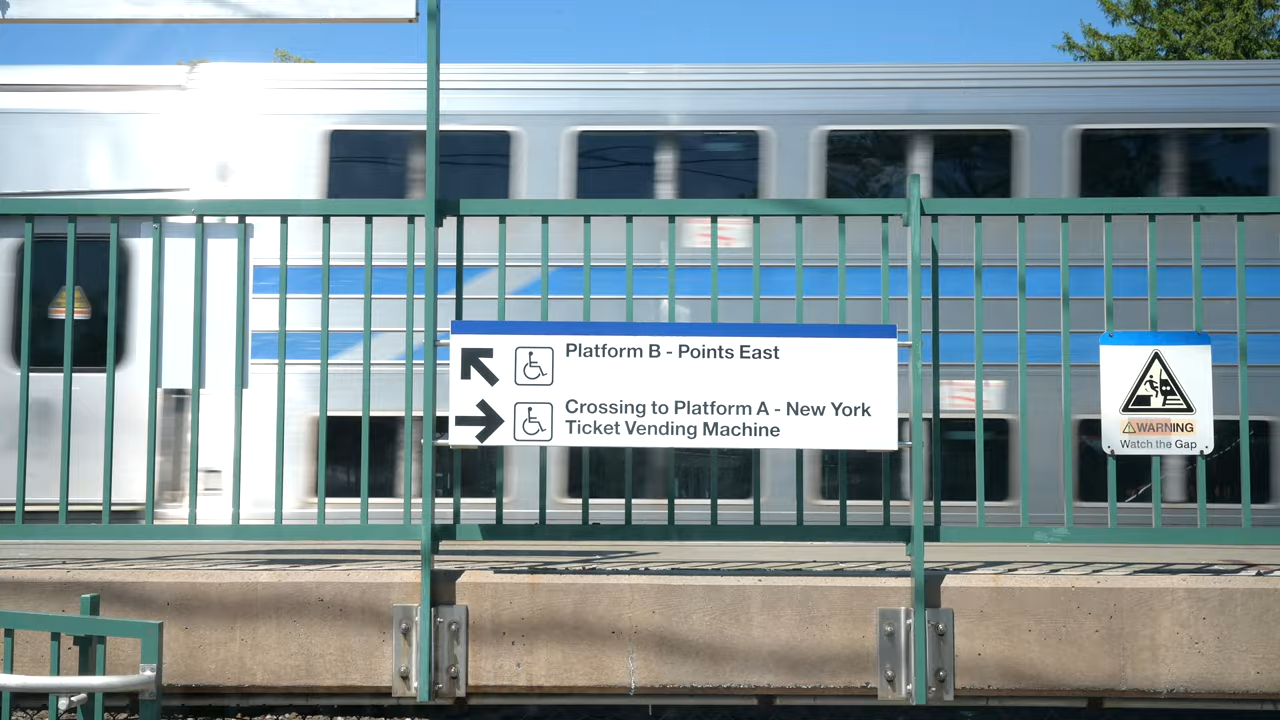 Platform B - Points East
Crossing to Platform A - New York
Ticket Vending Machine
WARNING
Watch the Gap